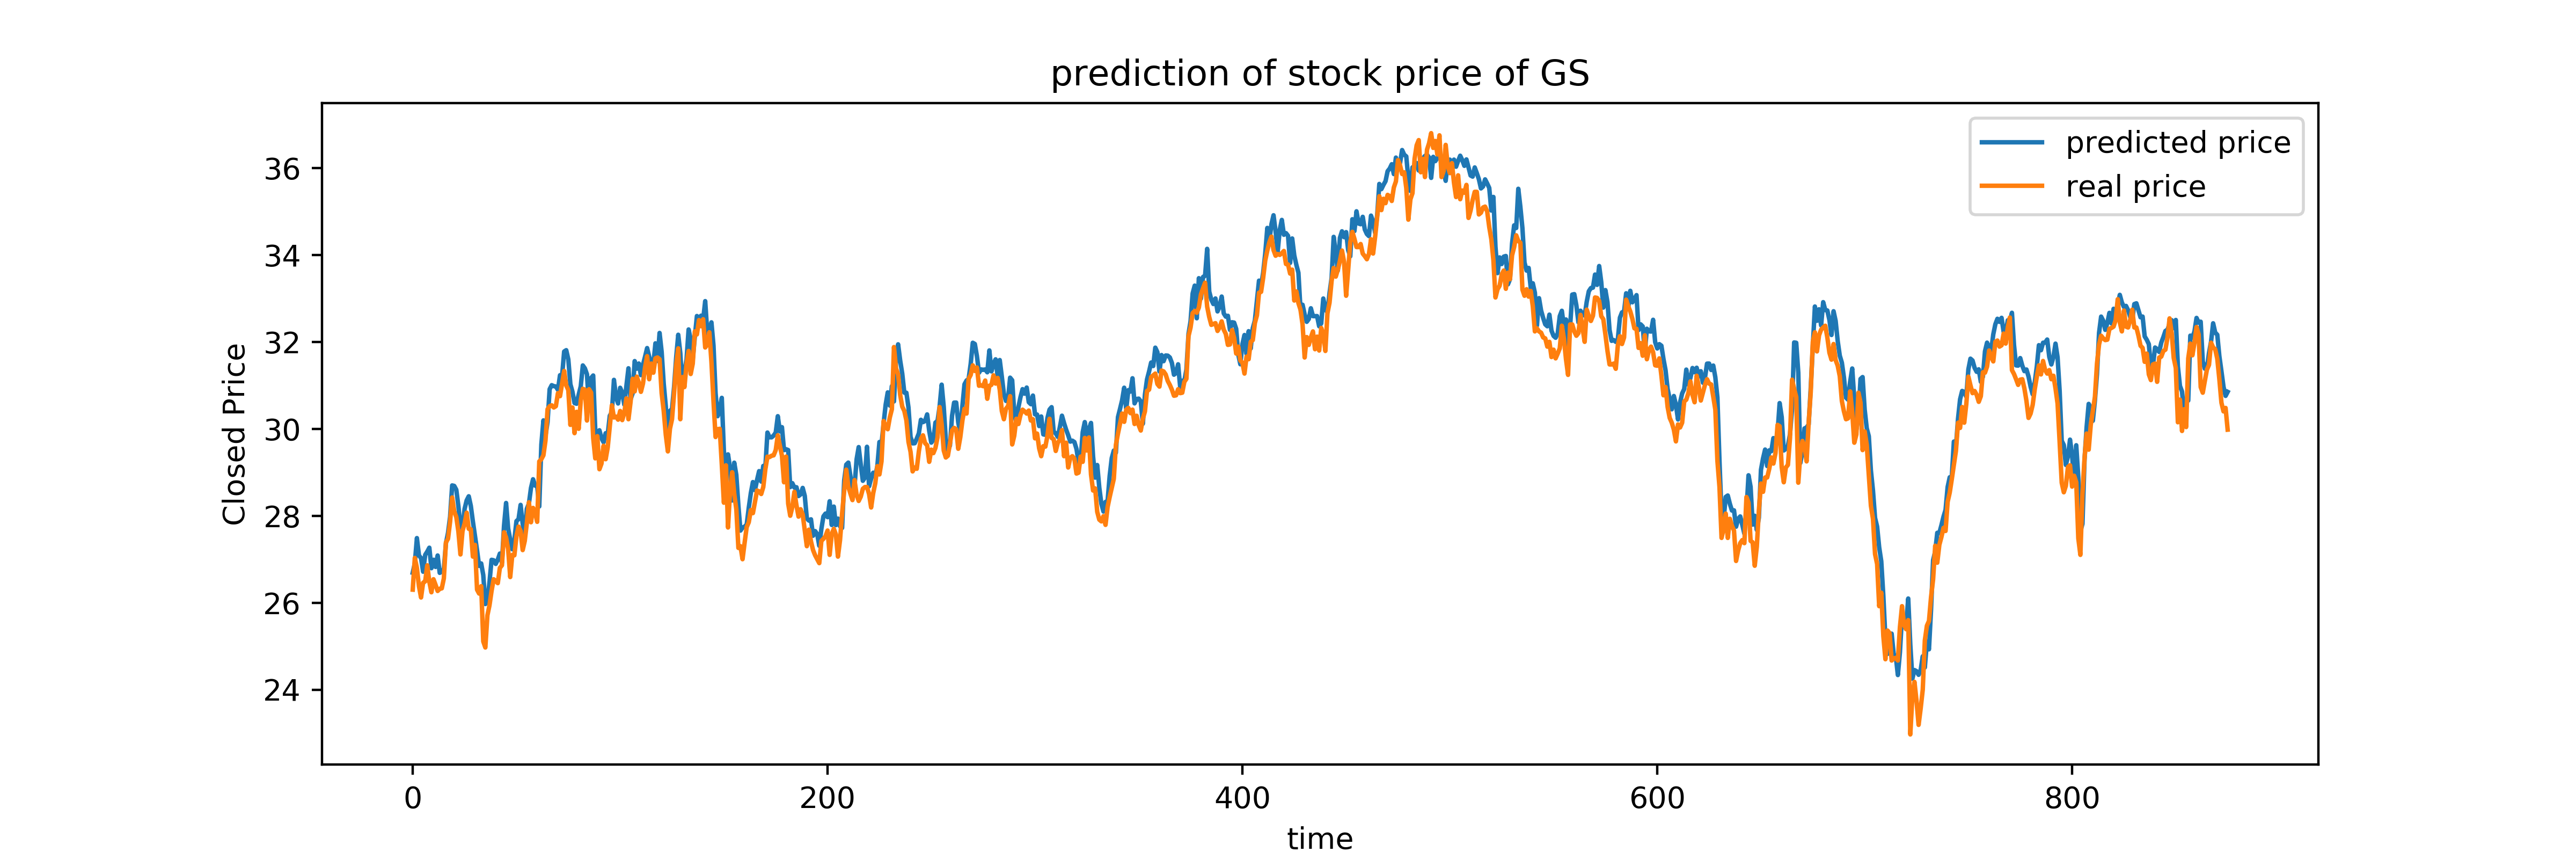 prediction of stock price of GS
predicted price
real price
36
34
32
30
28
26
24
Closed Price
0 200 400 600 800
time